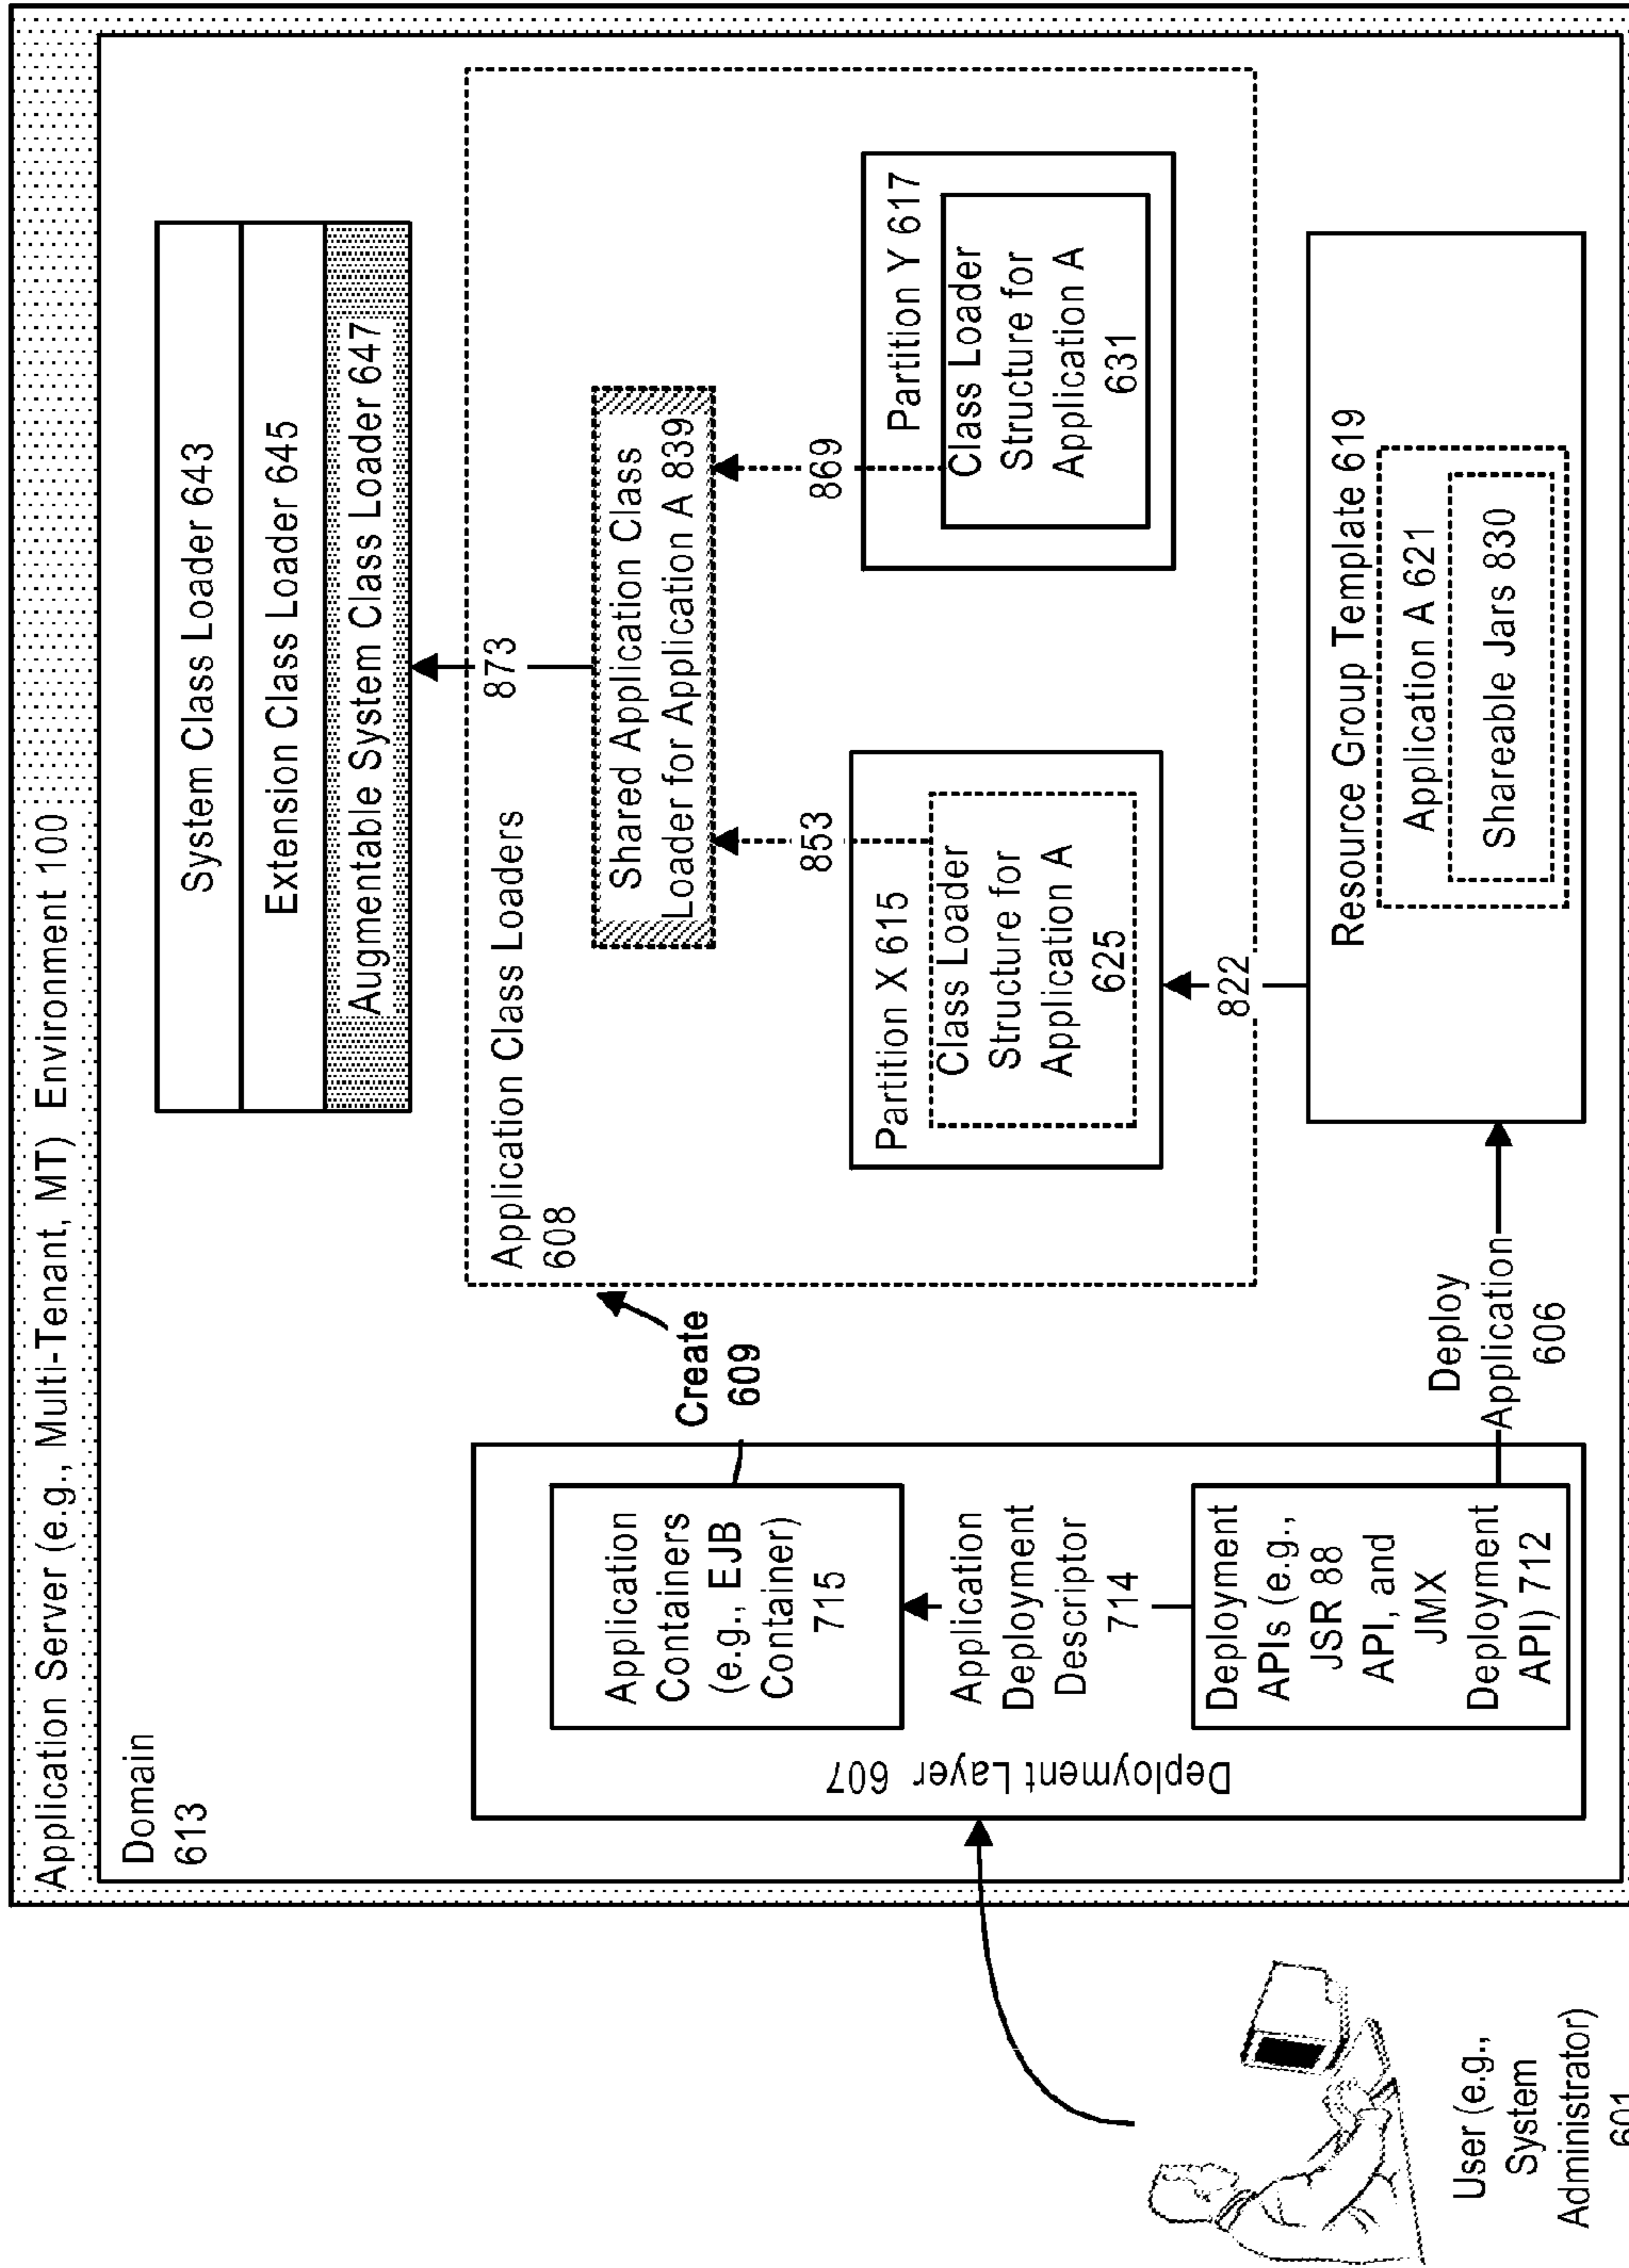 Application Server (e.g., Multi-Tenant, MT) Environment 100
Domain
613
System Class Loader 643
Extension Class Loader 645
Augmentable System Class Loader 647
Application Class Loaders
608
873
Shared Application Class
Loader for Application A 839
853
869
Partition X 615
Class Loader
Structure for
Application A
625
Partition Y 617
Class Loader
Structure for
Application A
631
822
Resource Group Template 619
Application A 621
Shareable Jars 830
Create
609
Deploy
Application
606
Deployment Layer 607
Application
Containers
(e.g., EJB
Container)
715
Application
Deployment
Descriptor
714
Deployment
APIs (e.g.,
JSR 88
API, and
JMX
Deployment
API) 712
User (e.g.,
System
Administrator)
601